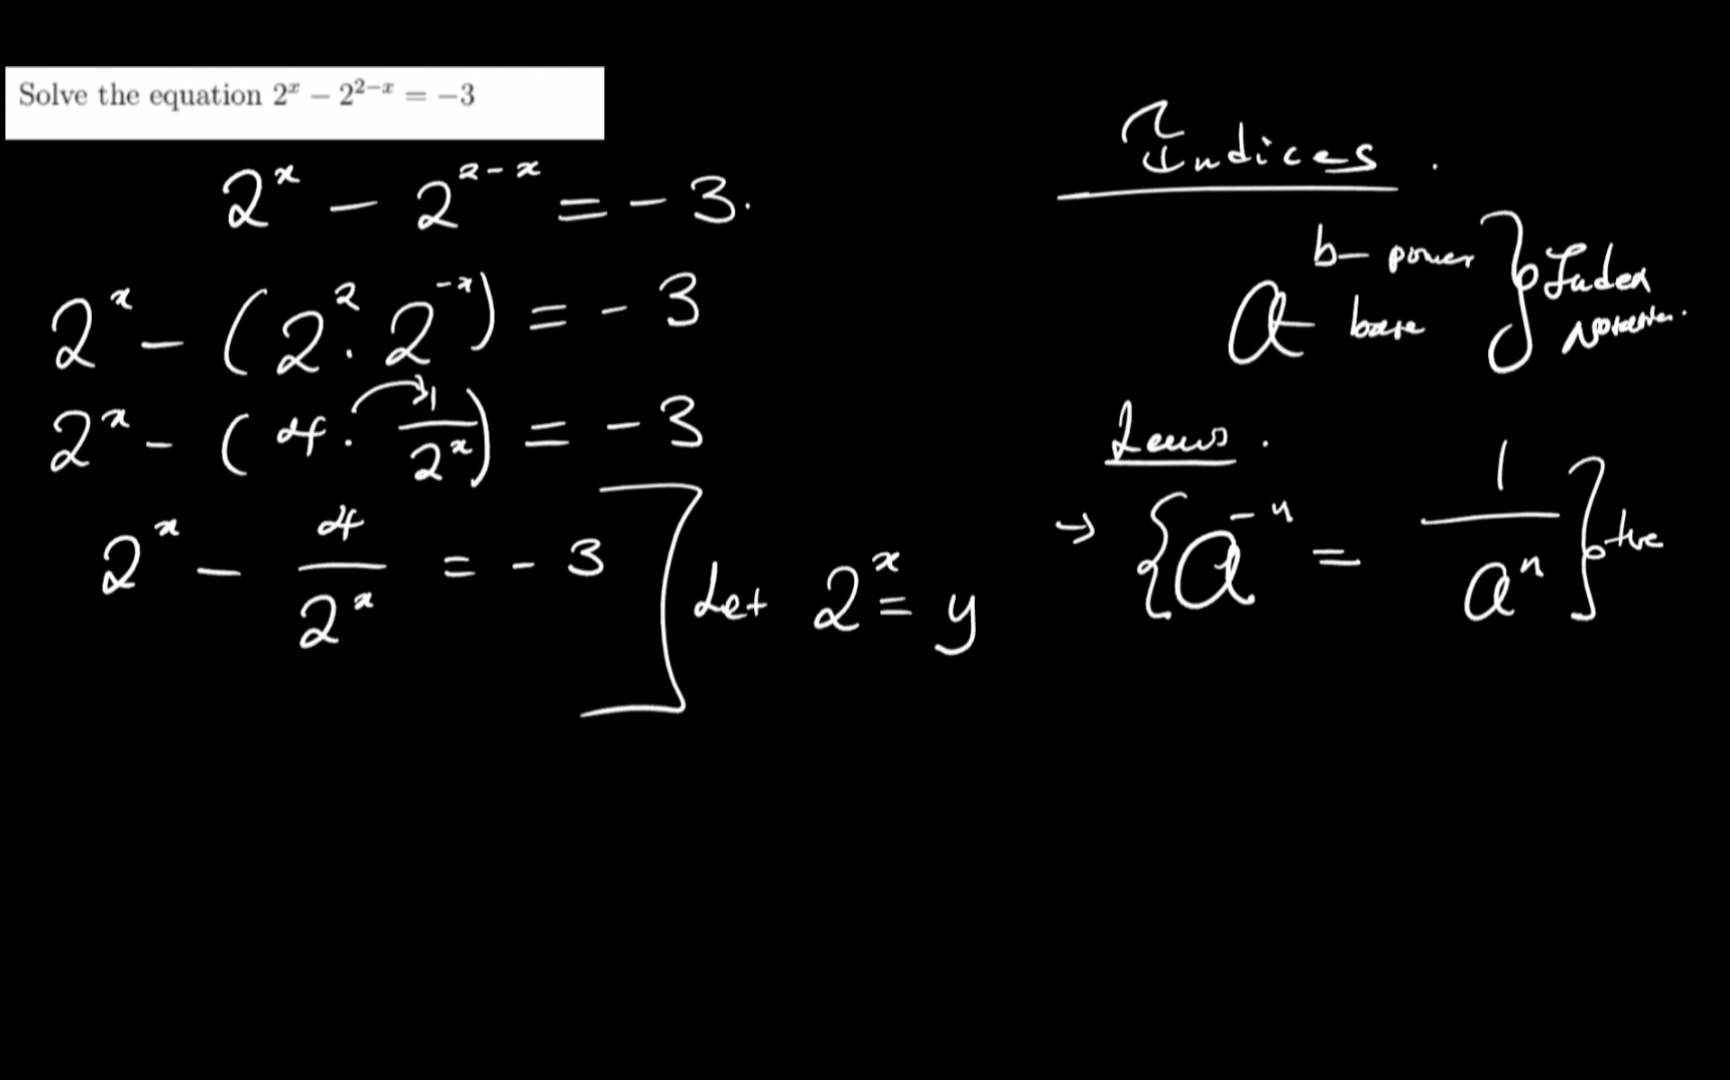 Solve the equation 2^x − 2^{2−x} = −3
2^x − 2^{2−x} = − 3.
2^x − (2^2 . 2^{−x}) = − 3
2^x − (4 . 1/2^x) = − 3
2^x − 4/2^x = − 3 ] Let 2^x = y
Indices .
a^b
b − power
a − base
} Index Notation.
Laws .
→ { a^{−n} = 1/a^n } +ve